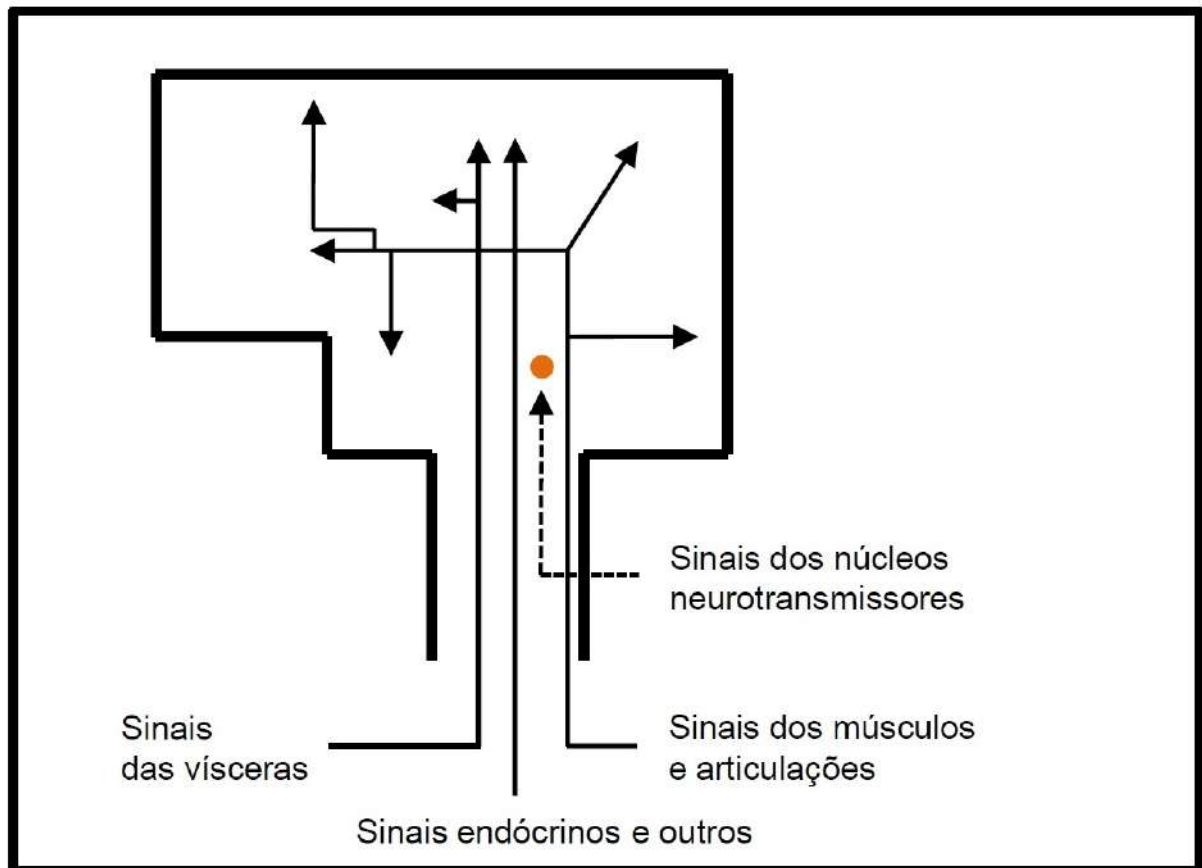 Sinais dos núcleos
neurotransmissores
Sinais
das vísceras
Sinais dos músculos
e articulações
Sinais endócrinos e outros